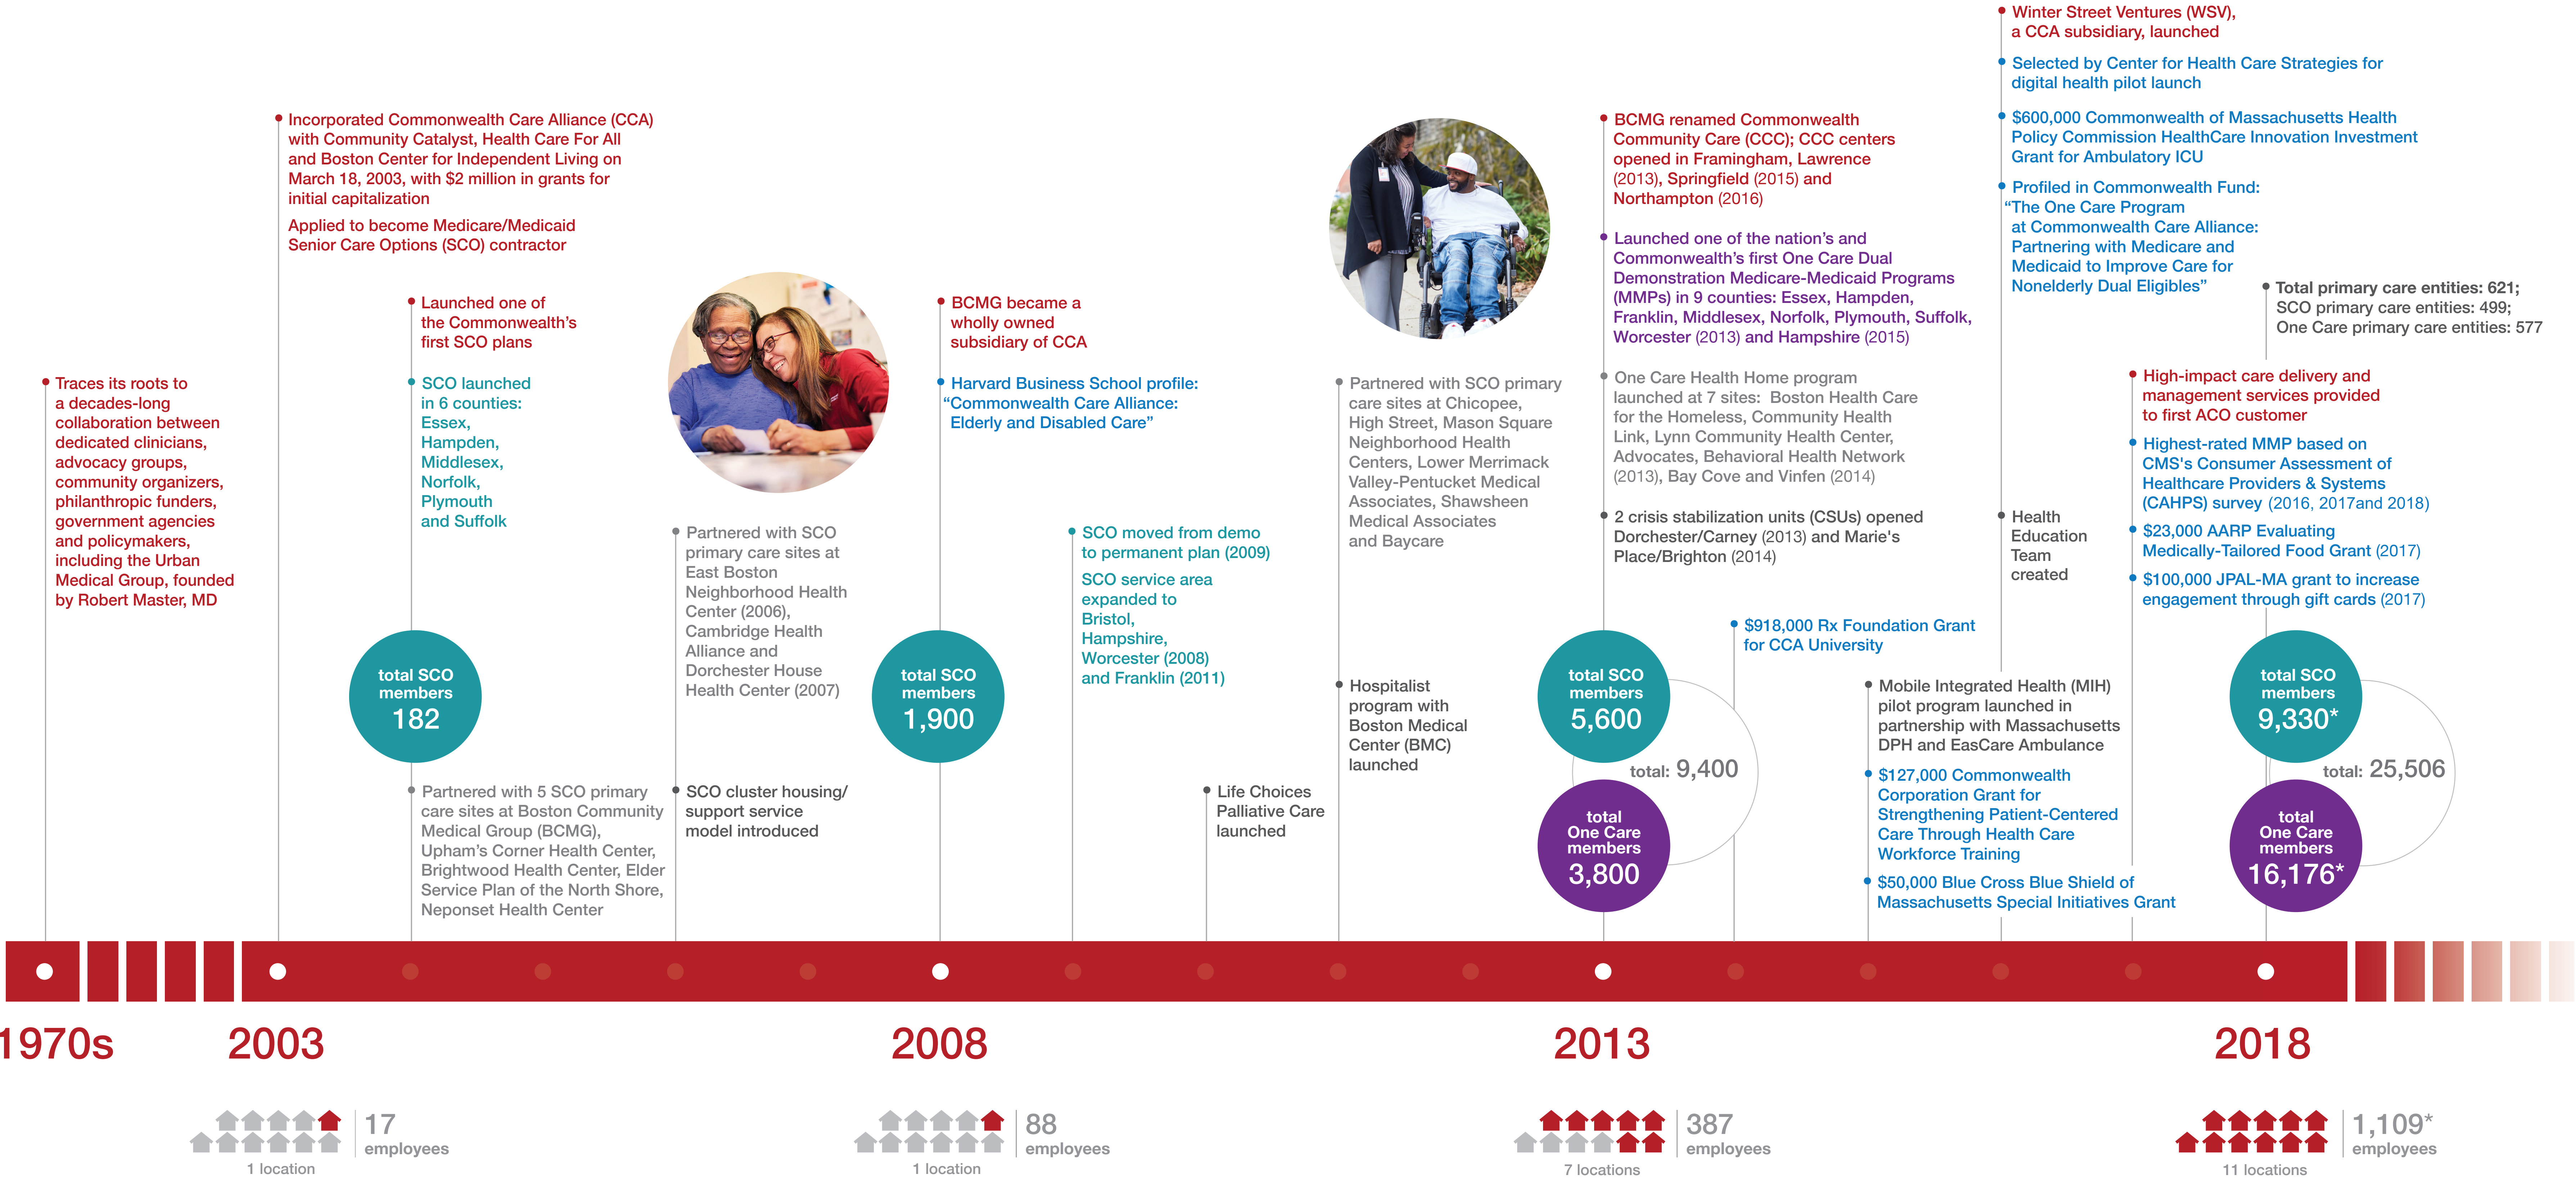 Traces its roots to
a decades-long
collaboration between
dedicated clinicians,
advocacy groups,
community organizers,
philanthropic funders,
government agencies
and policymakers,
including the Urban
Medical Group, founded
by Robert Master, MD
Incorporated Commonwealth Care Alliance (CCA)
with Community Catalyst, Health Care For All
and Boston Center for Independent Living on
March 18, 2003, with $2 million in grants for
initial capitalization
Applied to become Medicare/Medicaid
Senior Care Options (SCO) contractor
Launched one of
the Commonwealth’s
first SCO plans
SCO launched
in 6 counties:
Essex,
Hampden,
Middlesex,
Norfolk,
Plymouth
and Suffolk
total SCO
members
182
Partnered with 5 SCO primary
care sites at Boston Community
Medical Group (BCMG),
Upham’s Corner Health Center,
Brightwood Health Center, Elder
Service Plan of the North Shore,
Neponset Health Center
Partnered with SCO
primary care sites at
East Boston
Neighborhood Health
Center (2006),
Cambridge Health
Alliance and
Dorchester House
Health Center (2007)
SCO cluster housing/
support service
model introduced
BCMG became a
wholly owned
subsidiary of CCA
Harvard Business School profile:
“Commonwealth Care Alliance:
Elderly and Disabled Care”
total SCO
members
1,900
SCO moved from demo
to permanent plan (2009)
SCO service area
expanded to
Bristol,
Hampshire,
Worcester (2008)
and Franklin (2011)
Life Choices
Palliative Care
launched
Partnered with SCO primary
care sites at Chicopee,
High Street, Mason Square
Neighborhood Health
Centers, Lower Merrimack
Valley-Pentucket Medical
Associates, Shawsheen
Medical Associates
and Baycare
Hospitalist
program with
Boston Medical
Center (BMC)
launched
BCMG renamed Commonwealth
Community Care (CCC); CCC centers
opened in Framingham, Lawrence
(2013), Springfield (2015) and
Northampton (2016)
Launched one of the nation’s and
Commonwealth’s first One Care Dual
Demonstration Medicare-Medicaid Programs
(MMPs) in 9 counties: Essex, Hampden,
Franklin, Middlesex, Norfolk, Plymouth, Suffolk,
Worcester (2013) and Hampshire (2015)
One Care Health Home program
launched at 7 sites: Boston Health Care
for the Homeless, Community Health
Link, Lynn Community Health Center,
Advocates, Behavioral Health Network
(2013), Bay Cove and Vinfen (2014)
2 crisis stabilization units (CSUs) opened
Dorchester/Carney (2013) and Marie's
Place/Brighton (2014)
total SCO
members
5,600
total: 9,400
total
One Care
members
3,800
$918,000 Rx Foundation Grant
for CCA University
Mobile Integrated Health (MIH)
pilot program launched in
partnership with Massachusetts
DPH and EasCare Ambulance
$127,000 Commonwealth
Corporation Grant for
Strengthening Patient-Centered
Care Through Health Care
Workforce Training
$50,000 Blue Cross Blue Shield of
Massachusetts Special Initiatives Grant
Winter Street Ventures (WSV),
a CCA subsidiary, launched
Selected by Center for Health Care Strategies for
digital health pilot launch
$600,000 Commonwealth of Massachusetts Health
Policy Commission HealthCare Innovation Investment
Grant for Ambulatory ICU
Profiled in Commonwealth Fund:
“The One Care Program
at Commonwealth Care Alliance:
Partnering with Medicare and
Medicaid to Improve Care for
Nonelderly Dual Eligibles”
Health
Education
Team
created
High-impact care delivery and
management services provided
to first ACO customer
Highest-rated MMP based on
CMS's Consumer Assessment of
Healthcare Providers & Systems
(CAHPS) survey (2016, 2017and 2018)
$23,000 AARP Evaluating
Medically-Tailored Food Grant (2017)
$100,000 JPAL-MA grant to increase
engagement through gift cards (2017)
Total primary care entities: 621;
SCO primary care entities: 499;
One Care primary care entities: 577
total SCO
members
9,330*
total: 25,506
total
One Care
members
16,176*
1970s
2003
2008
2013
2018
17
employees
1 location
88
employees
1 location
387
employees
7 locations
1,109*
employees
11 locations